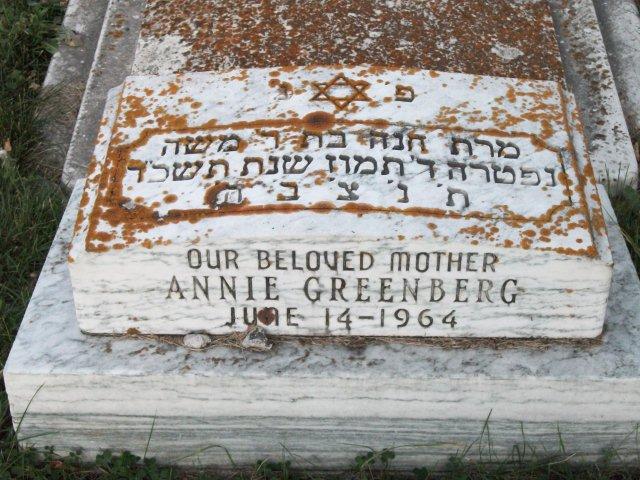 פ נ
מרת חנה בת ר' משה
נפטרה ד' תמוז שנת תשכ"ד
ת' נ' צ' ב' ה'
OUR BELOVED MOTHER
ANNIE GREENBERG
JUNE 14-1964